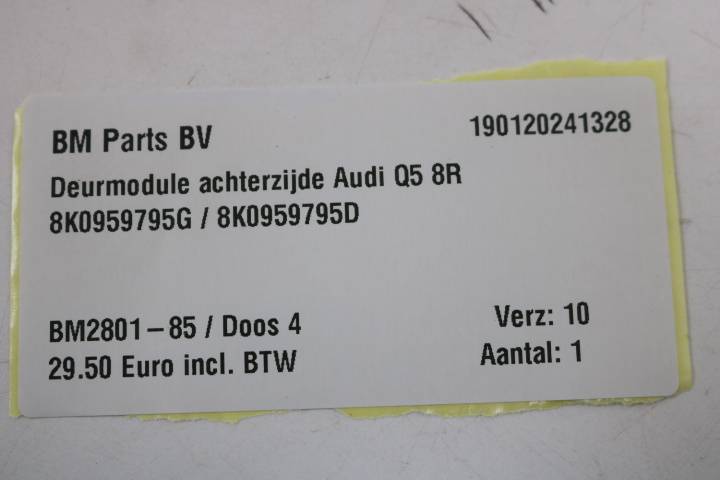 BM Parts BV 190120241328
Deurmodule achterzijde Audi Q5 8R
8K0959795G / 8K0959795D
BM2801-85 / Doos 4 Verz: 10
29.50 Euro incl. BTW Aantal: 1